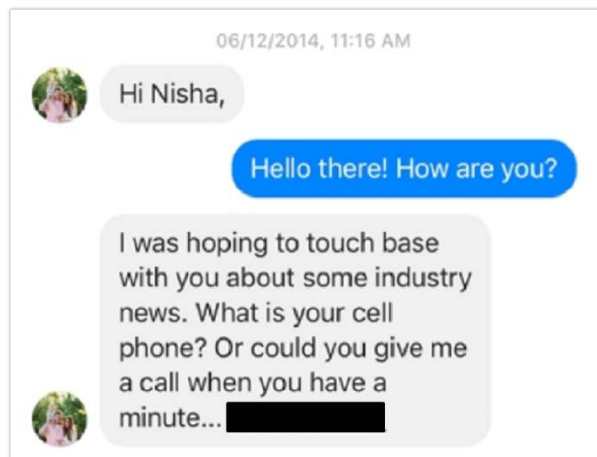 06/12/2014, 11:16 AM
Hi Nisha,
Hello there! How are you?
I was hoping to touch base
with you about some industry
news. What is your cell
phone? Or could you give me
a call when you have a
minute...